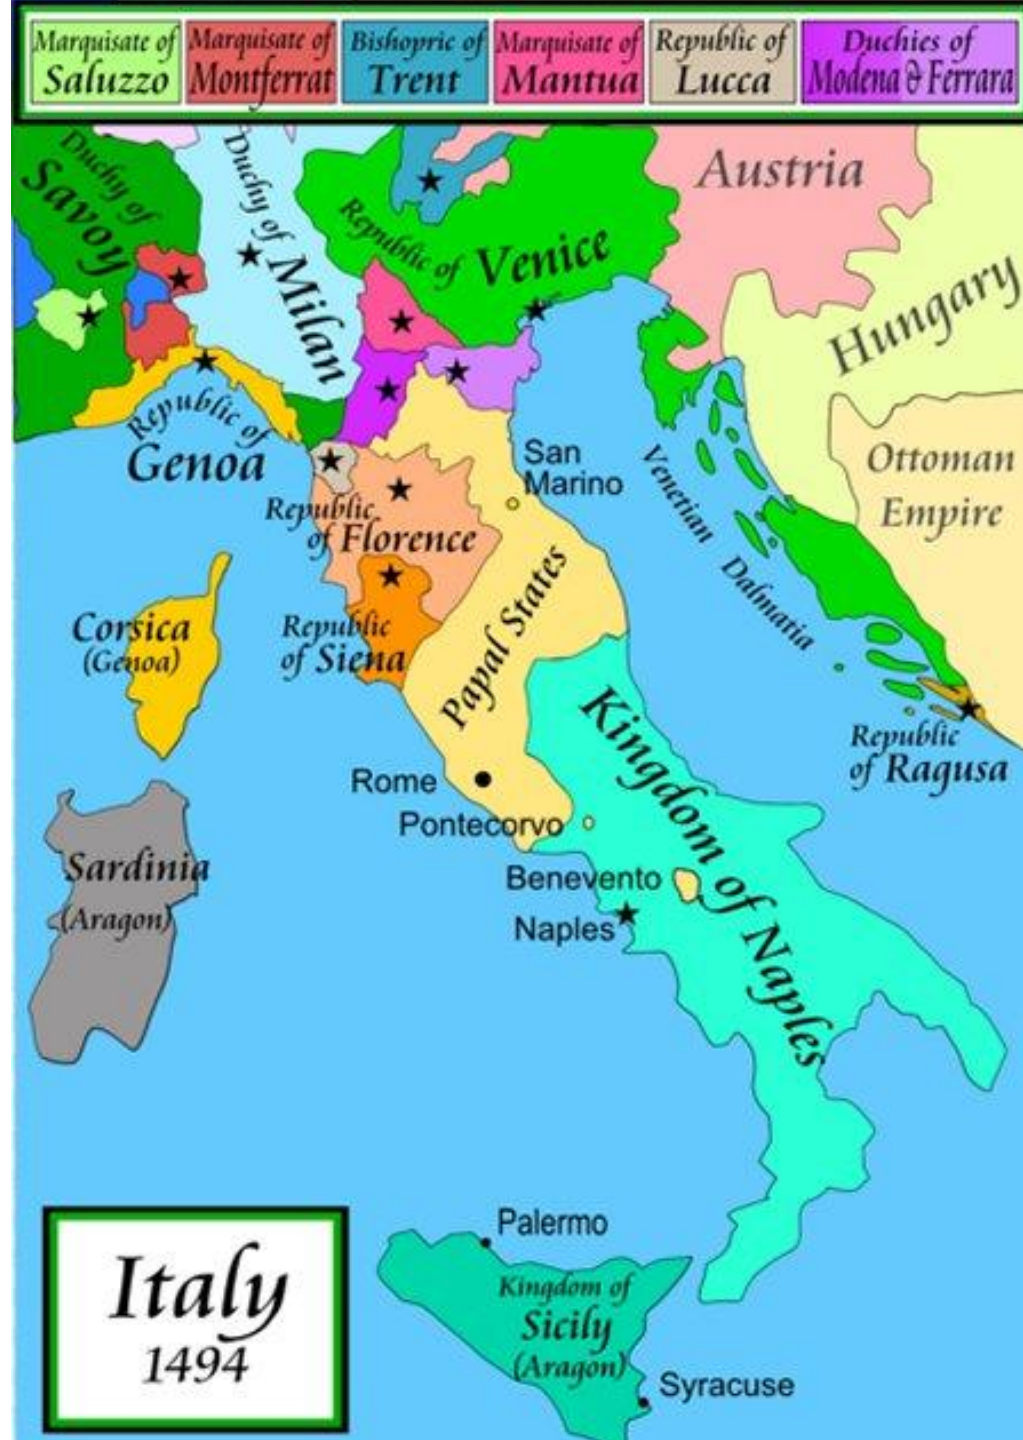 Marquisate of
Saluzzo
Marquisate of
Montferrat
Bishopric of
Trent
Marquisate of
Mantua
Republic of
Lucca
Duchies of
Modena & Ferrara
Duchy of
Savoy
Duchy of
Milan
Republic of Venice
Austria
Hungary
Republic of
Genoa
San
Marino
Venetian Dalmatia
Ottoman
Empire
Republic
of Florence
Papal States
Corsica
(Genoa)
Republic
of Siena
Kingdom of Naples
Republic
of Ragusa
Rome
Pontecorvo
Sardinia
(Aragon)
Benevento
Naples
Palermo
Kingdom of
Sicily
(Aragon)
Syracuse
Italy
1494